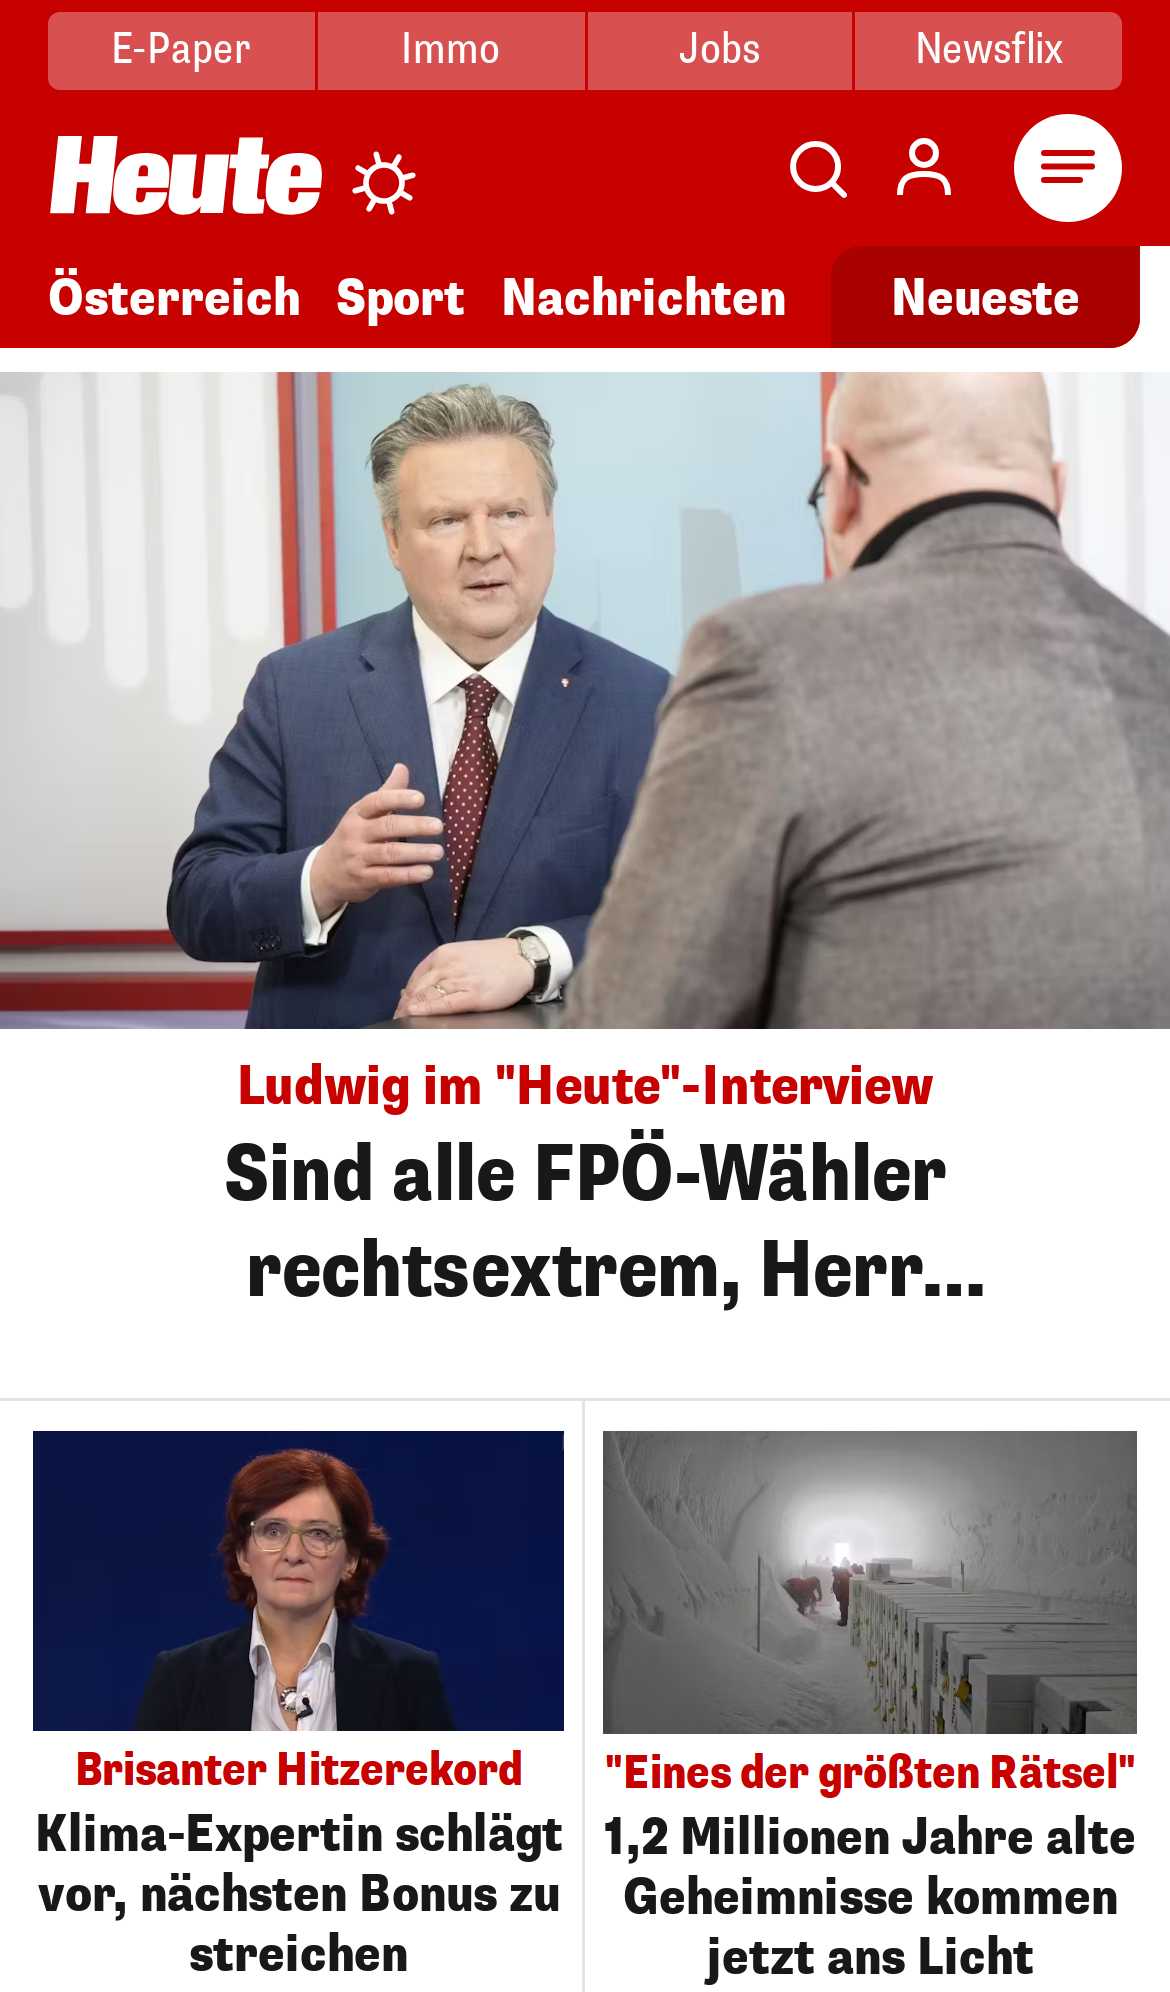 E-Paper
Immo
Jobs
Newsflix
Heute
Österreich
Sport
Nachrichten
Neueste
Ludwig im "Heute"-Interview
Sind alle FPÖ-Wähler
rechtsextrem, Herr...
Brisanter Hitzerekord
Klima-Expertin schlägt
vor, nächsten Bonus zu
streichen
"Eines der größten Rätsel"
1,2 Millionen Jahre alte
Geheimnisse kommen
jetzt ans Licht